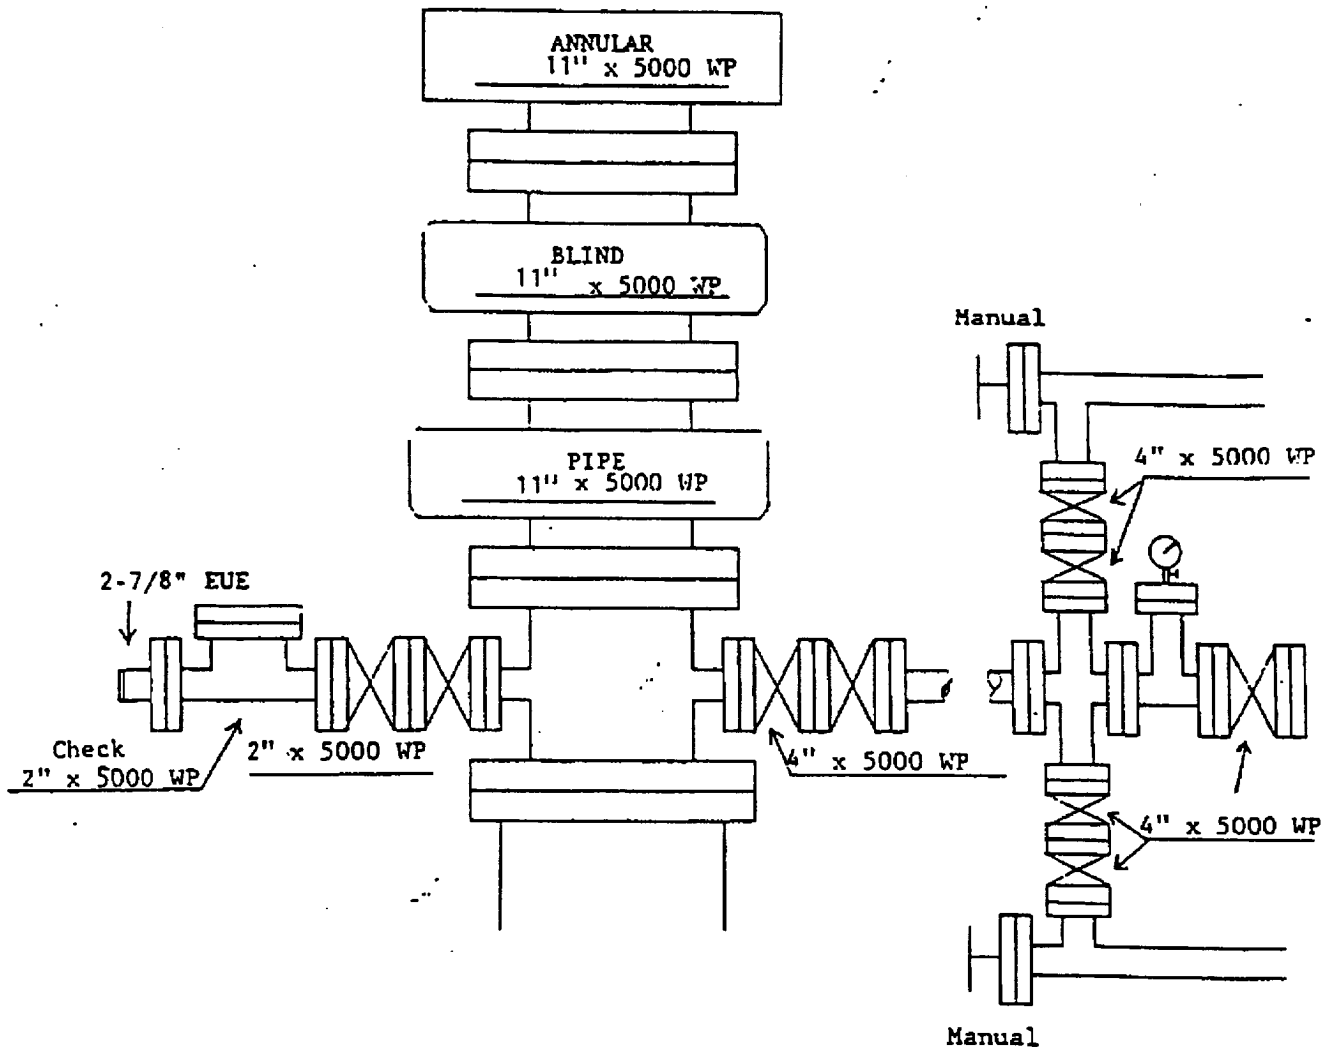 ANNULAR
11" x 5000 WP
BLIND
11" x 5000 WP
Manual
PIPE
11" x 5000 WP
4" x 5000 WP
2-7/8" EUE
Check
2" x 5000 WP
2" x 5000 WP
4" x 5000 WP
4" x 5000 WP
Manual